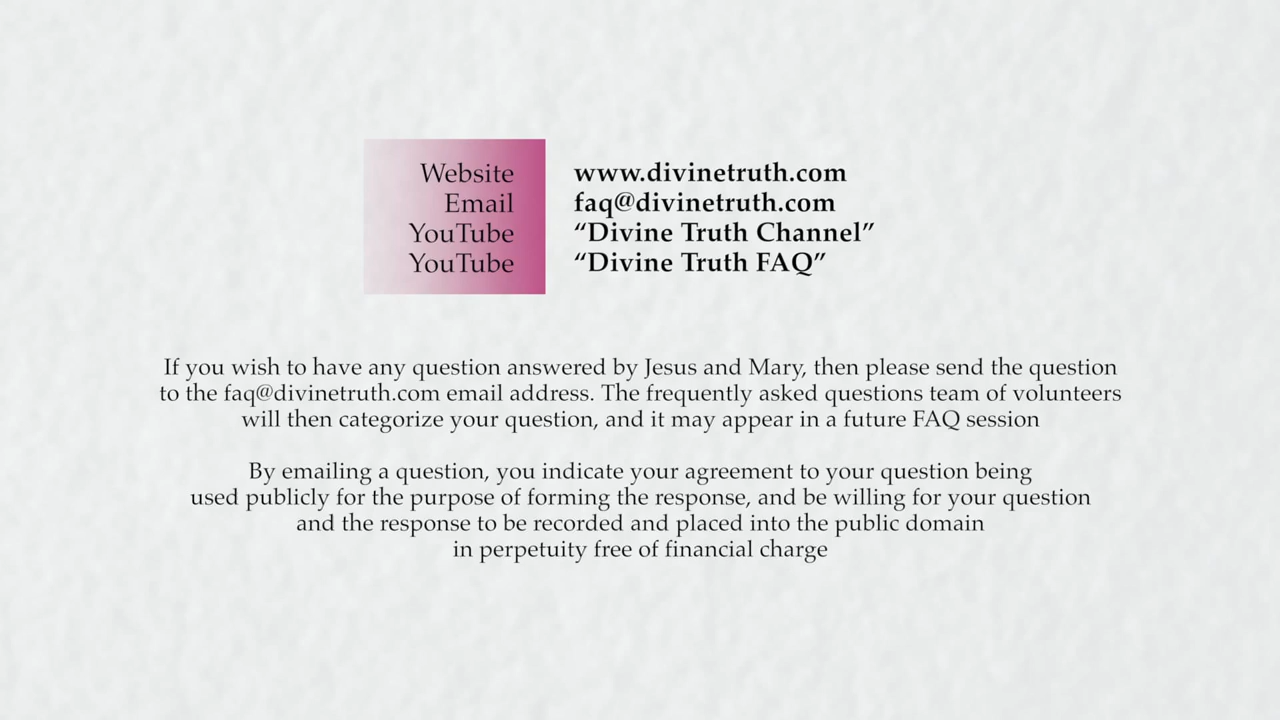 Website www.divinetruth.com
Email faq@divinetruth.com
YouTube “Divine Truth Channel”
YouTube “Divine Truth FAQ”
If you wish to have any question answered by Jesus and Mary, then please send the question
to the faq@divinetruth.com email address. The frequently asked questions team of volunteers
will then categorize your question, and it may appear in a future FAQ session
By emailing a question, you indicate your agreement to your question being
used publicly for the purpose of forming the response, and be willing for your question
and the response to be recorded and placed into the public domain
in perpetuity free of financial charge